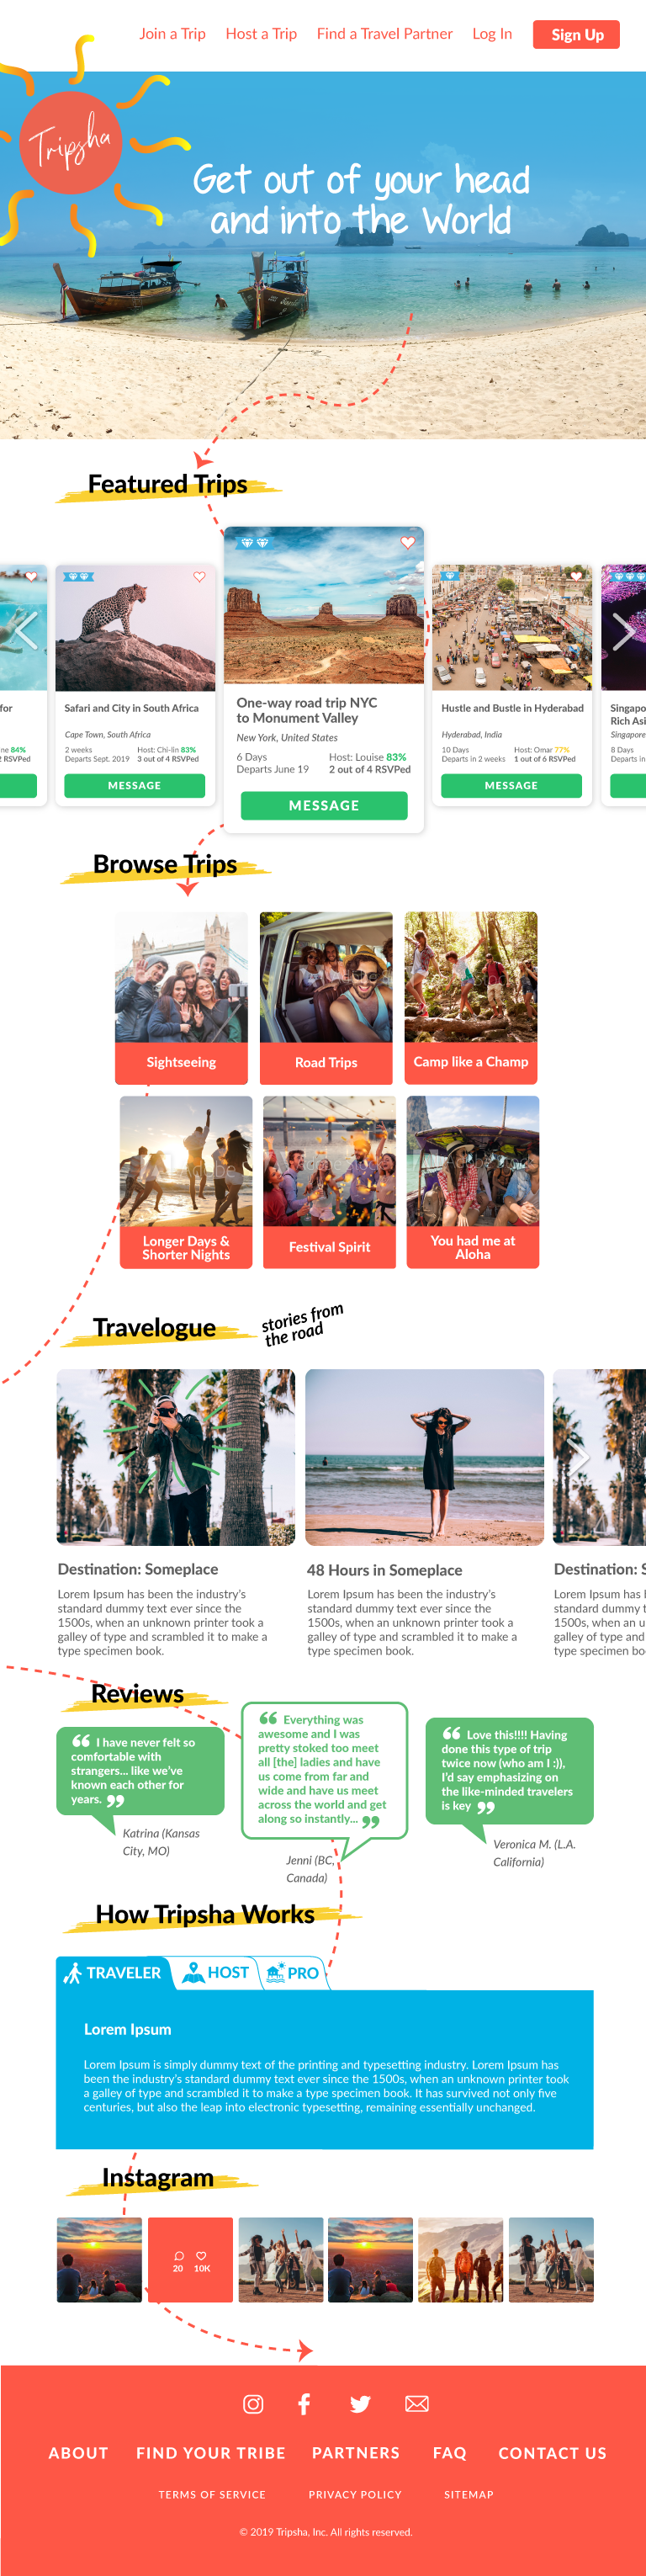 Join a Trip Host a Trip Find a Travel Partner Log In Sign Up
Tripsha
Get out of your head
and into the World
Featured Trips
for
84%
RSVPed
Safari and City in South Africa
Cape Town, South Africa
2 weeks Host: Chi-lin 83%
Departs Sept. 2019 3 out of 4 RSVPed
MESSAGE
One-way road trip NYC
to Monument Valley
New York, United States
6 Days Host: Louise 83%
Departs June 19 2 out of 4 RSVPed
MESSAGE
Hustle and Bustle in Hyderabad
Hyderabad, India
10 Days Host: Omar 77%
Departs in 2 weeks 1 out of 6 RSVPed
MESSAGE
Singapo
Rich Asi
Singapore
8 Days
Departs in
Browse Trips
Sightseeing
Road Trips
Camp like a Champ
Adobe
Longer Days &
Shorter Nights
Festival Spirit
You had me at
Aloha
Travelogue
stories from
the road
Destination: Someplace
Lorem Ipsum has been the industry's
standard dummy text ever since the
1500s, when an unknown printer took a
galley of type and scrambled it to make a
type specimen book.
48 Hours in Someplace
Lorem Ipsum has been the industry's
standard dummy text ever since the
1500s, when an unknown printer took a
galley of type and scrambled it to make a
type specimen book.
Destination: S
Lorem Ipsum has
standard dummy t
1500s, when an u
galley of type and
type specimen bo
Reviews
“ I have never felt so
comfortable with
strangers... like we've
known each other for
years. ”
Katrina (Kansas
City, MO)
“ Everything was
awesome and I was
pretty stoked too meet
all [the] ladies and have
us come from far and
wide and have us meet
across the world and get
along so instantly... ”
Jenni (BC,
Canada)
“ Love this!!!! Having
done this type of trip
twice now (who am I :)),
I'd say emphasizing on
the like-minded travelers
is key ”
Veronica M. (L.A.
California)
How Tripsha Works
TRAVELER HOST PRO
Lorem Ipsum
Lorem Ipsum is simply dummy text of the printing and typesetting industry. Lorem Ipsum has
been the industry's standard dummy text ever since the 1500s, when an unknown printer took
a galley of type and scrambled it to make a type specimen book. It has survived not only five
centuries, but also the leap into electronic typesetting, remaining essentially unchanged.
Instagram
20 10K
ABOUT FIND YOUR TRIBE PARTNERS FAQ CONTACT US
TERMS OF SERVICE PRIVACY POLICY SITEMAP
© 2019 Tripsha, Inc. All rights reserved.